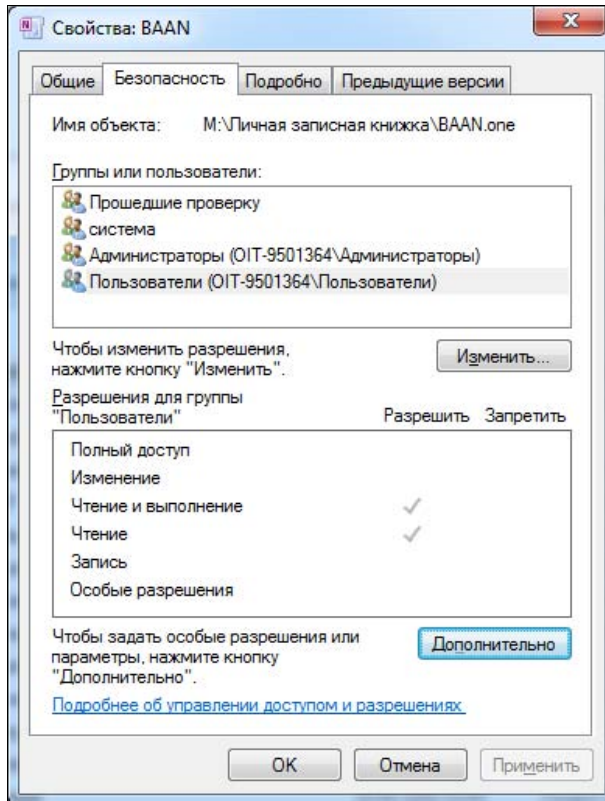 Свойства: BAAN
Общие Безопасность Подробно Предыдущие версии
Имя объекта: M:\Личная записная книжка\BAAN.one
Группы или пользователи:
Прошедшие проверку
система
Администраторы (OIT-9501364\Администраторы)
Пользователи (OIT-9501364\Пользователи)
Чтобы изменить разрешения,
нажмите кнопку "Изменить".
Изменить...
Разрешения для группы
"Пользователи" Разрешить Запретить
Полный доступ
Изменение
Чтение и выполнение
Чтение
Запись
Особые разрешения
Чтобы задать особые разрешения или
параметры, нажмите кнопку
"Дополнительно".
Дополнительно
Подробнее об управлении доступом и разрешениях
OK Отмена Применить